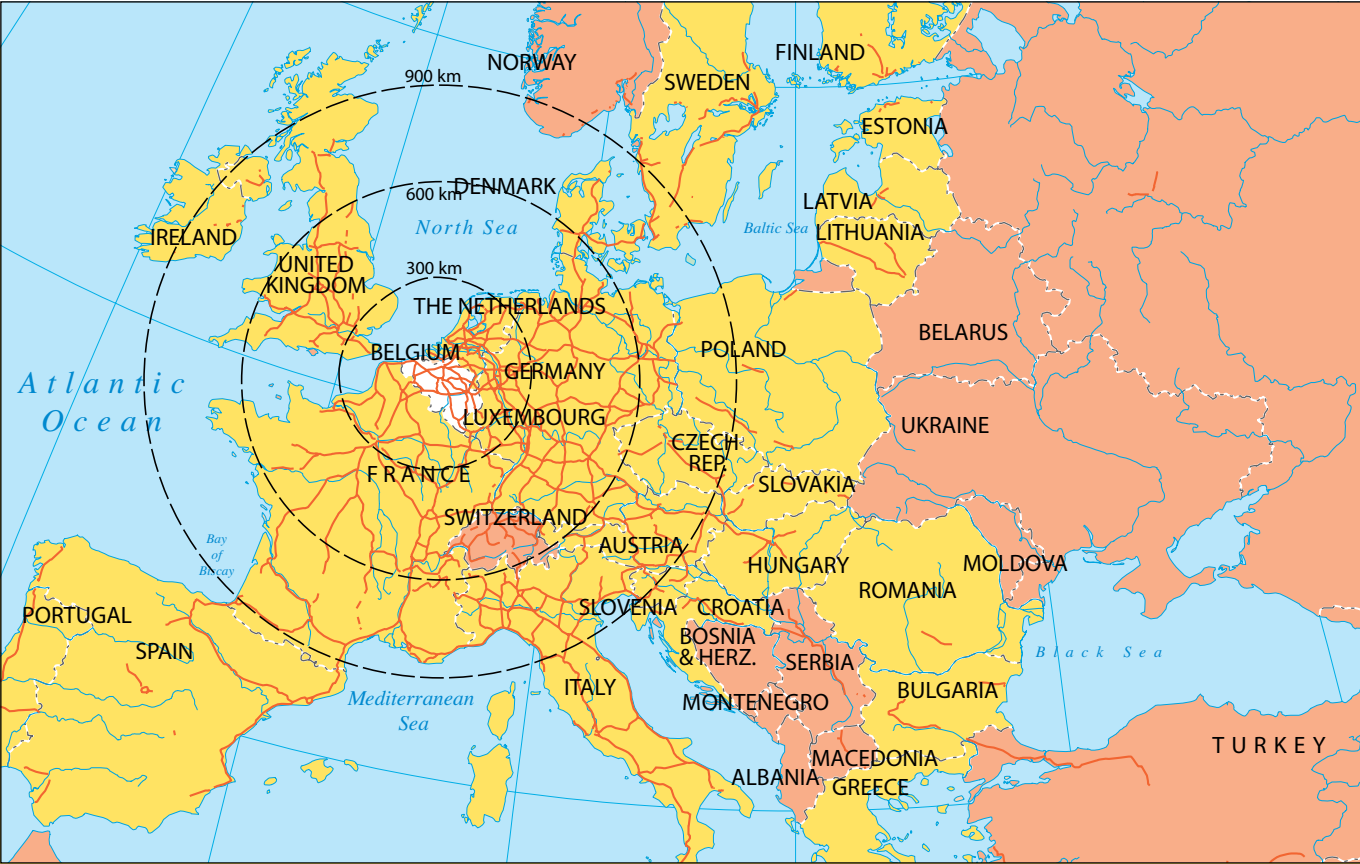 NORWAY
FINLAND
900 km
SWEDEN
ESTONIA
600 km
DENMARK
LATVIA
North Sea
Baltic Sea
LITHUANIA
IRELAND
UNITED
KINGDOM
300 km
THE NETHERLANDS
BELARUS
BELGIUM
POLAND
GERMANY
Atlantic
Ocean
LUXEMBOURG
UKRAINE
CZECH
REP.
FRANCE
SLOVAKIA
SWITZERLAND
Bay
of
Biscay
AUSTRIA
HUNGARY
MOLDOVA
ROMANIA
PORTUGAL
SLOVENIA
CROATIA
SPAIN
BOSNIA
& HERZ.
SERBIA
Black Sea
ITALY
BULGARIA
Mediterranean
Sea
MONTENEGRO
TURKEY
MACEDONIA
ALBANIA
GREECE